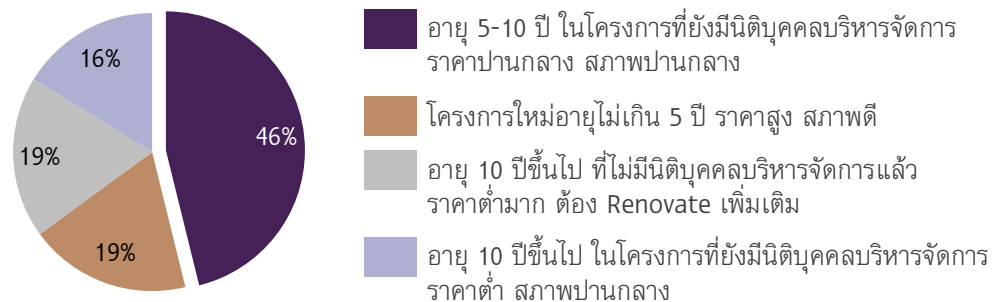 16%
46%
19%
19%
อายุ 5-10 ปี ในโครงการที่ยังมีนิติบุคคลบริหารจัดการ
ราคาปานกลาง สภาพปานกลาง
โครงการใหม่อายุไม่เกิน 5 ปี ราคาสูง สภาพดี
อายุ 10 ปีขึ้นไป ที่ไม่มีนิติบุคคลบริหารจัดการแล้ว
ราคาต่ำมาก ต้อง Renovate เพิ่มเติม
อายุ 10 ปีขึ้นไป ในโครงการที่ยังมีนิติบุคคลบริหารจัดการ
ราคาต่ำ สภาพปานกลาง